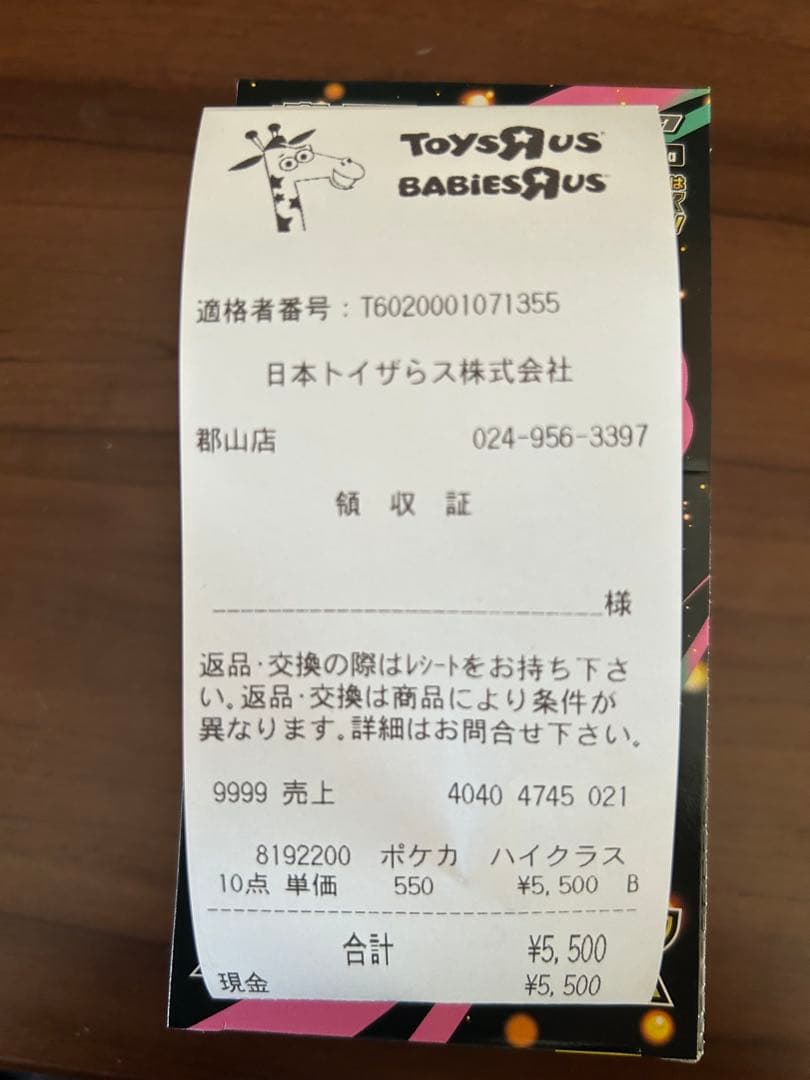 TOYSRUS
BABIESRUS
適格者番号：T6020001071355
日本トイザらス株式会社
郡山店 024-956-3397
領 収 証
様
返品・交換の際はﾚｼｰﾄをお持ち下さ
い。返品・交換は商品により条件が
異なります。詳細はお問合せ下さい。
9999 売上 4040 4745 021
8192200 ポケカ ハイクラス
10点 単価 550 ¥5,500 B
合計 ¥5,500
現金 ¥5,500